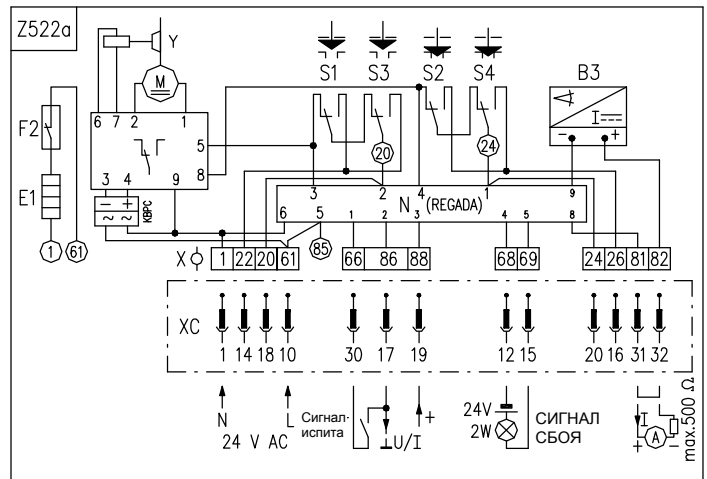 Z522a
Y
M
S1 S3 S2 S4 B3
6 7 2 1
I
- +
F2
5
8
20 24
E1
3 4 9
- +
~ ~
КВРС
3 2 4 1 9
N (REGADA)
6 5 1 2 3 4 5 8
1 61
85
X 1 22 20 61 66 86 88 68 69 24 26 81 82
XC
1 14 18 10 30 17 19 12 15 20 16 31 32
N L
24 V AC
Сигнал-
испита
⊥U/I
+
24V
2W
СИГНАЛ
СБОЯ
I
+ A -
max.500 Ω